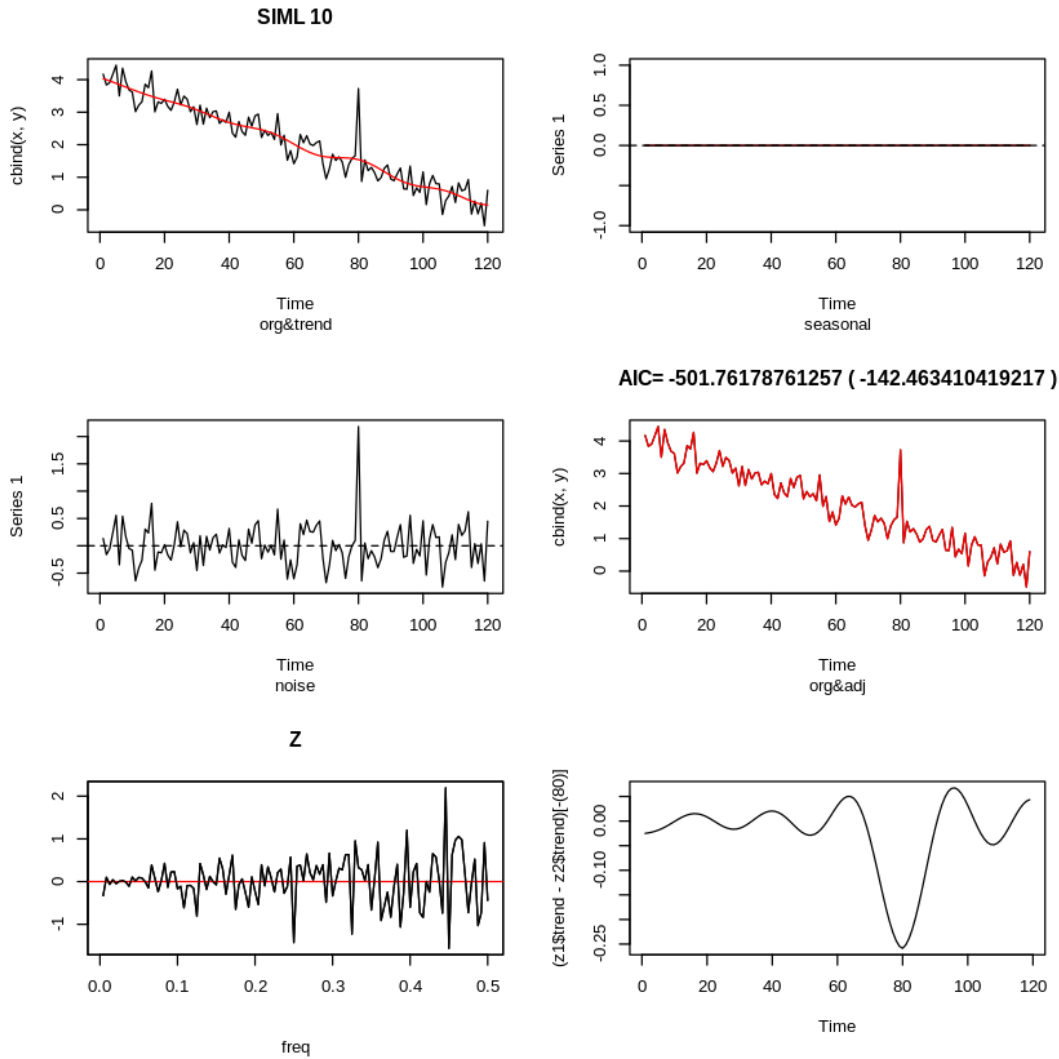 SIML 10
cbind(x, y)
4
3
2
1
0
0 20 40 60 80 100 120
Time
org&trend
Series 1
1.0
0.5
0.0
-1.0
0 20 40 60 80 100 120
Time
seasonal
Series 1
1.5
0.5
-0.5
0 20 40 60 80 100 120
Time
noise
AIC= -501.76178761257 ( -142.463410419217 )
cbind(x, y)
4
3
2
1
0
0 20 40 60 80 100 120
Time
org&adj
Z
2
1
0
-1
0.0 0.1 0.2 0.3 0.4 0.5
freq
(z1$trend - z2$trend)[-(80)]
0.00
-0.10
-0.25
0 20 40 60 80 100 120
Time